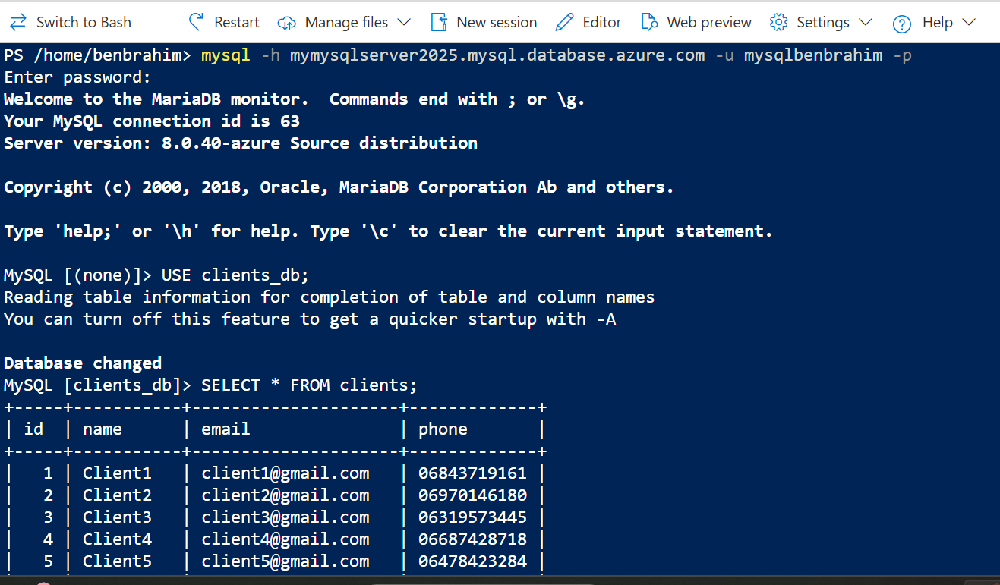 Switch to Bash Restart Manage files New session Editor Web preview Settings Help
PS /home/benbrahim> mysql -h mymysqlserver2025.mysql.database.azure.com -u mysqlbenbrahim -p
Enter password:
Welcome to the MariaDB monitor.  Commands end with ; or \g.
Your MySQL connection id is 63
Server version: 8.0.40-azure Source distribution

Copyright (c) 2000, 2018, Oracle, MariaDB Corporation Ab and others.

Type 'help;' or '\h' for help. Type '\c' to clear the current input statement.

MySQL [(none)]> USE clients_db;
Reading table information for completion of table and column names
You can turn off this feature to get a quicker startup with -A

Database changed
MySQL [clients_db]> SELECT * FROM clients;
+-----+-----------+---------------------+-------------+
| id  | name      | email               | phone       |
+-----+-----------+---------------------+-------------+
|   1 | Client1   | client1@gmail.com   | 06843719161 |
|   2 | Client2   | client2@gmail.com   | 06970146180 |
|   3 | Client3   | client3@gmail.com   | 06319573445 |
|   4 | Client4   | client4@gmail.com   | 06687428718 |
|   5 | Client5   | client5@gmail.com   | 06478423284 |